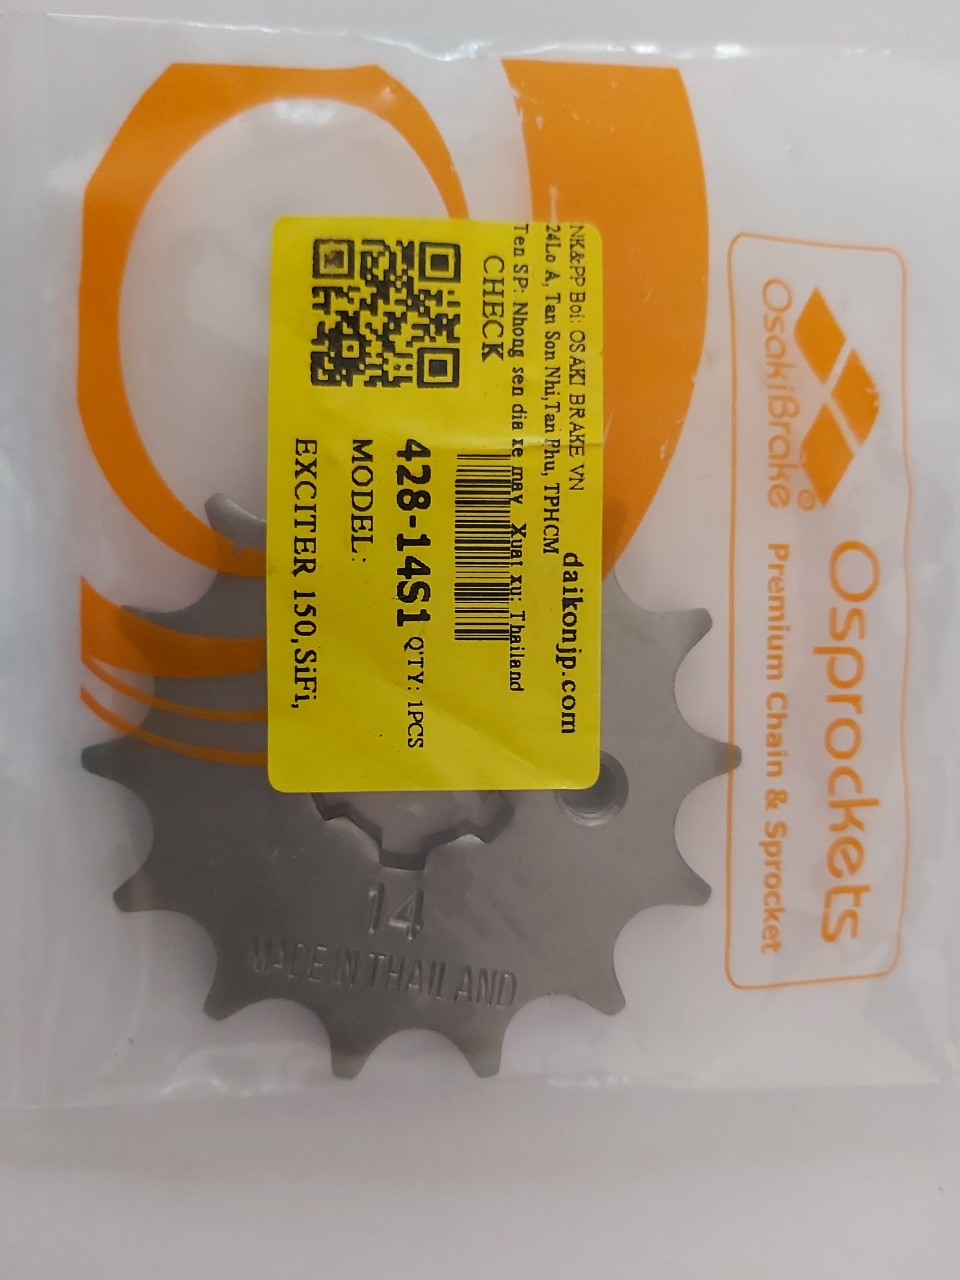 NK&PP Boi: OSAKI BRAKE VN
24Lo A, Tan Son Nhi,Tan Phu, TPHCM
Ten SP: Nhong sen dia xe may Xuat xu: Thailand
daikonjp.com
CHECK
428-14S1 Q'TY: 1PCS
MODEL:
EXCITER 150,SiFi,
OsakiBrake
Osprockets
Premium Chain & Sprocket
14
MADE IN THAILAND